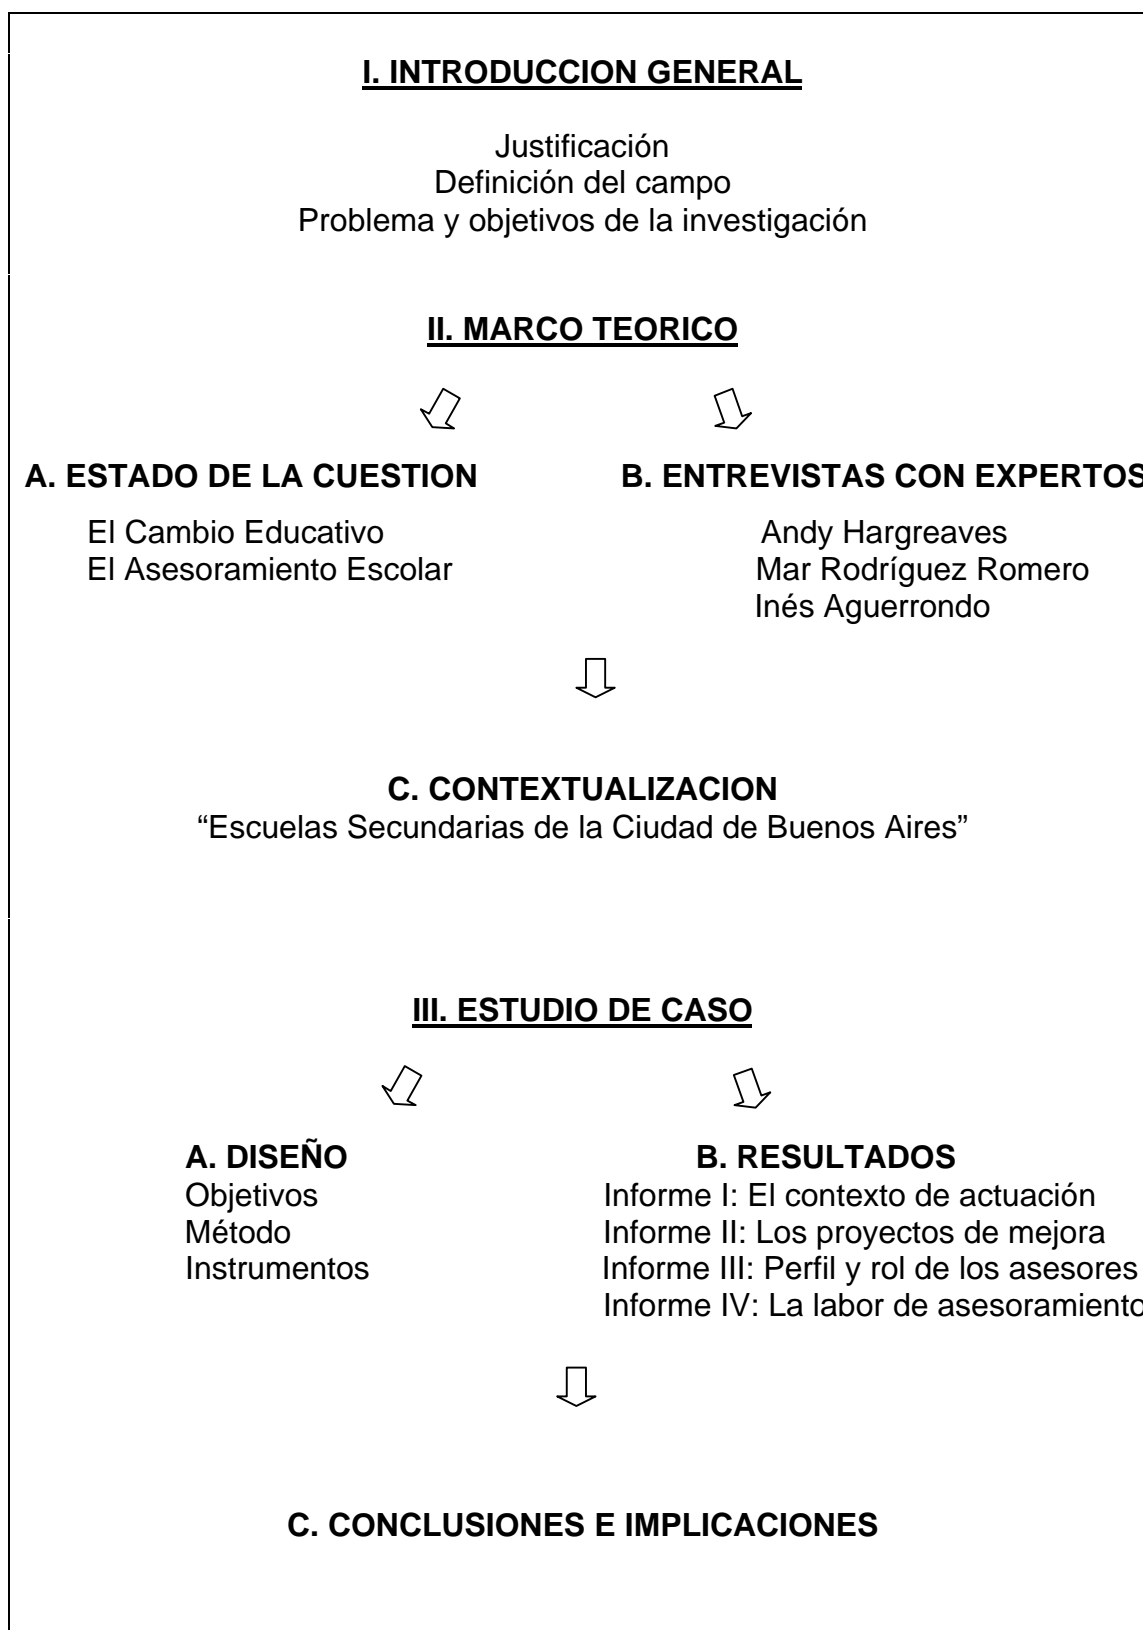 I. INTRODUCCION GENERAL
Justificación
Definición del campo
Problema y objetivos de la investigación
II. MARCO TEORICO
A. ESTADO DE LA CUESTION
El Cambio Educativo
El Asesoramiento Escolar
B. ENTREVISTAS CON EXPERTOS
Andy Hargreaves
Mar Rodríguez Romero
Inés Aguerrondo
C. CONTEXTUALIZACION
“Escuelas Secundarias de la Ciudad de Buenos Aires”
III. ESTUDIO DE CASO
A. DISEÑO
Objetivos
Método
Instrumentos
B. RESULTADOS
Informe I: El contexto de actuación
Informe II: Los proyectos de mejora
Informe III: Perfil y rol de los asesores
Informe IV: La labor de asesoramiento
C. CONCLUSIONES E IMPLICACIONES